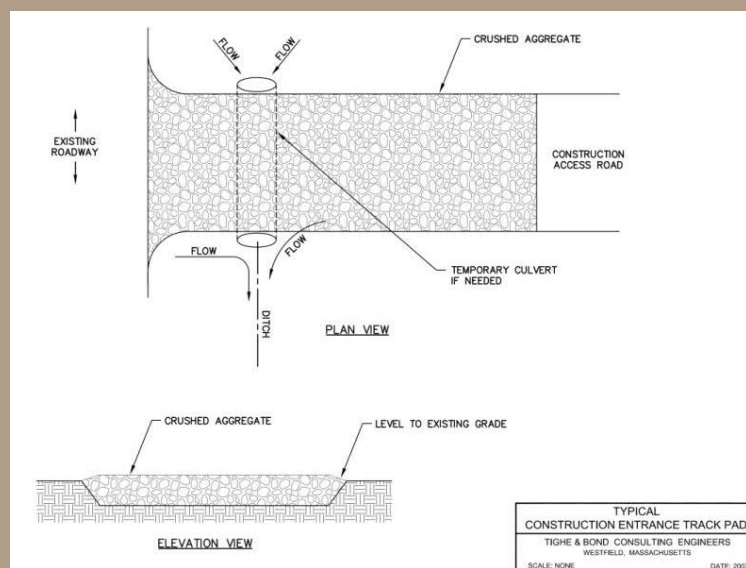 FLOW
FLOW
CRUSHED AGGREGATE
EXISTING
ROADWAY
CONSTRUCTION
ACCESS ROAD
FLOW
FLOW
TEMPORARY CULVERT
IF NEEDED
DITCH
PLAN VIEW
CRUSHED AGGREGATE
LEVEL TO EXISTING GRADE
ELEVATION VIEW
TYPICAL
CONSTRUCTION ENTRANCE TRACK PAD
TIGHE & BOND CONSULTING ENGINEERS
WESTFIELD, MASSACHUSETTS
SCALE: NONE
DATE: